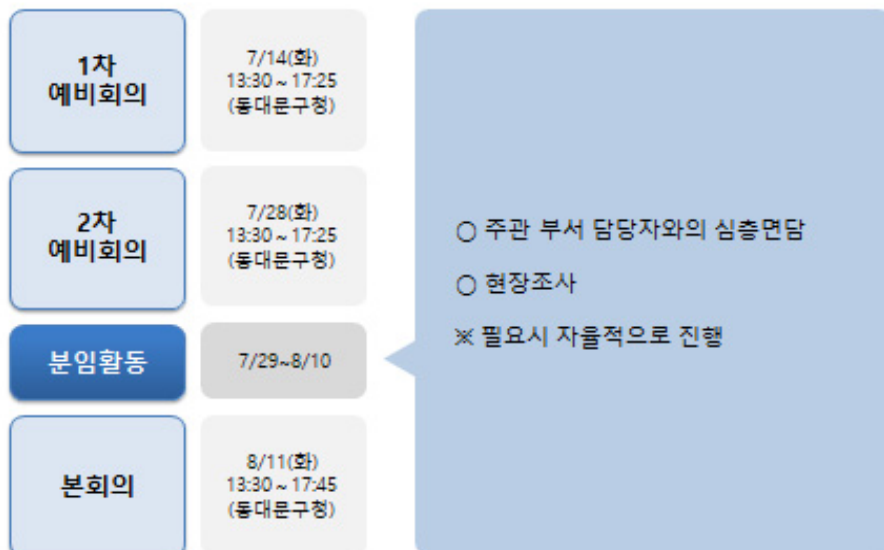 1차
예비회의
7/14(화)
13:30 ~ 17:25
(동대문구청)
2차
예비회의
7/28(화)
13:30 ~ 17:25
(동대문구청)
분임활동
7/29~8/10
본회의
8/11(화)
13:30 ~ 17:45
(동대문구청)
○ 주관 부서 담당자와의 심층면담
○ 현장조사
※ 필요시 자율적으로 진행